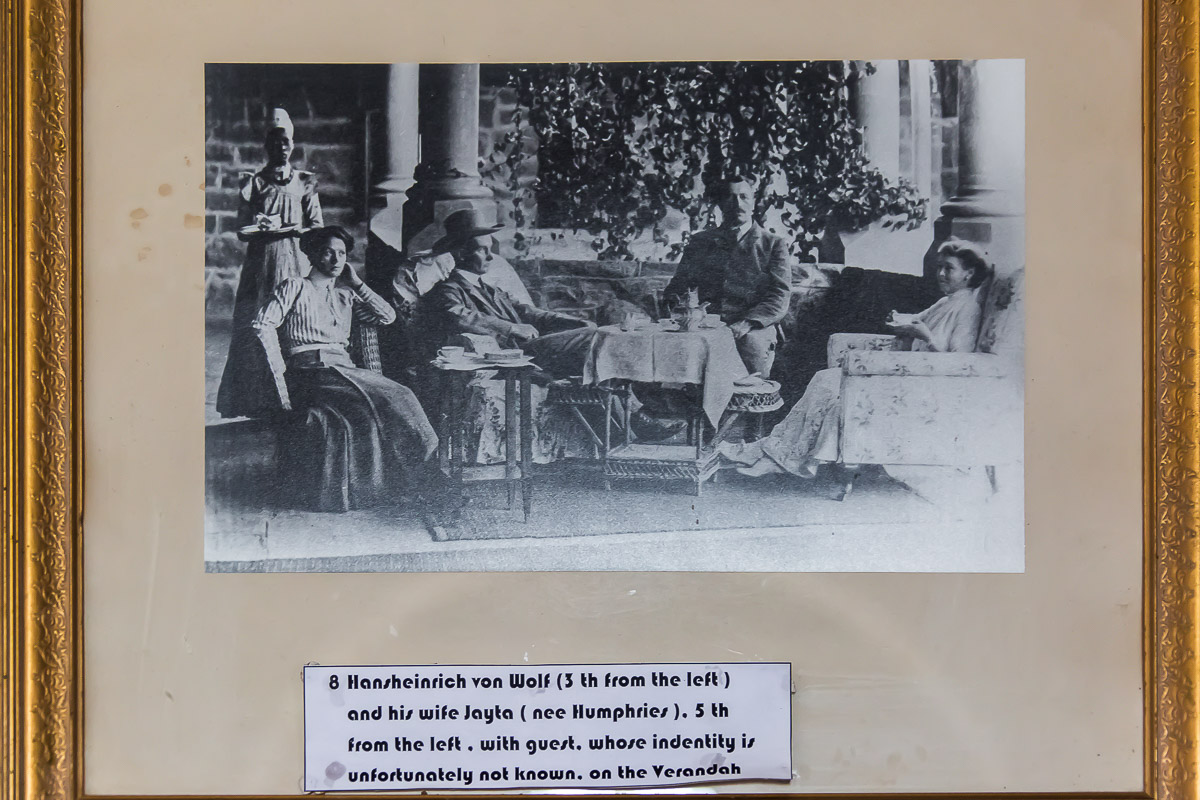 8 Hansheinrich von Wolf (3 th from the left )
and his wife Jayta ( nee Humphries ), 5 th
from the left , with guest, whose indentity is
unfortunately not known, on the Verandah